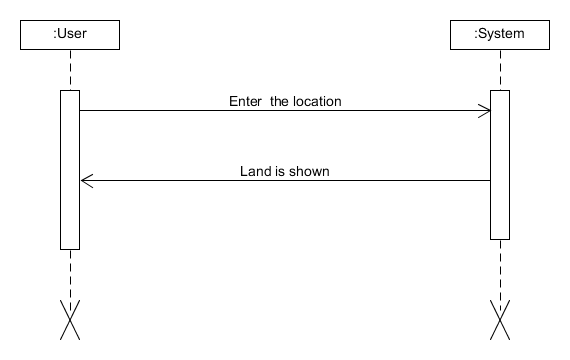 :User
:System
Enter  the location
Land is shown